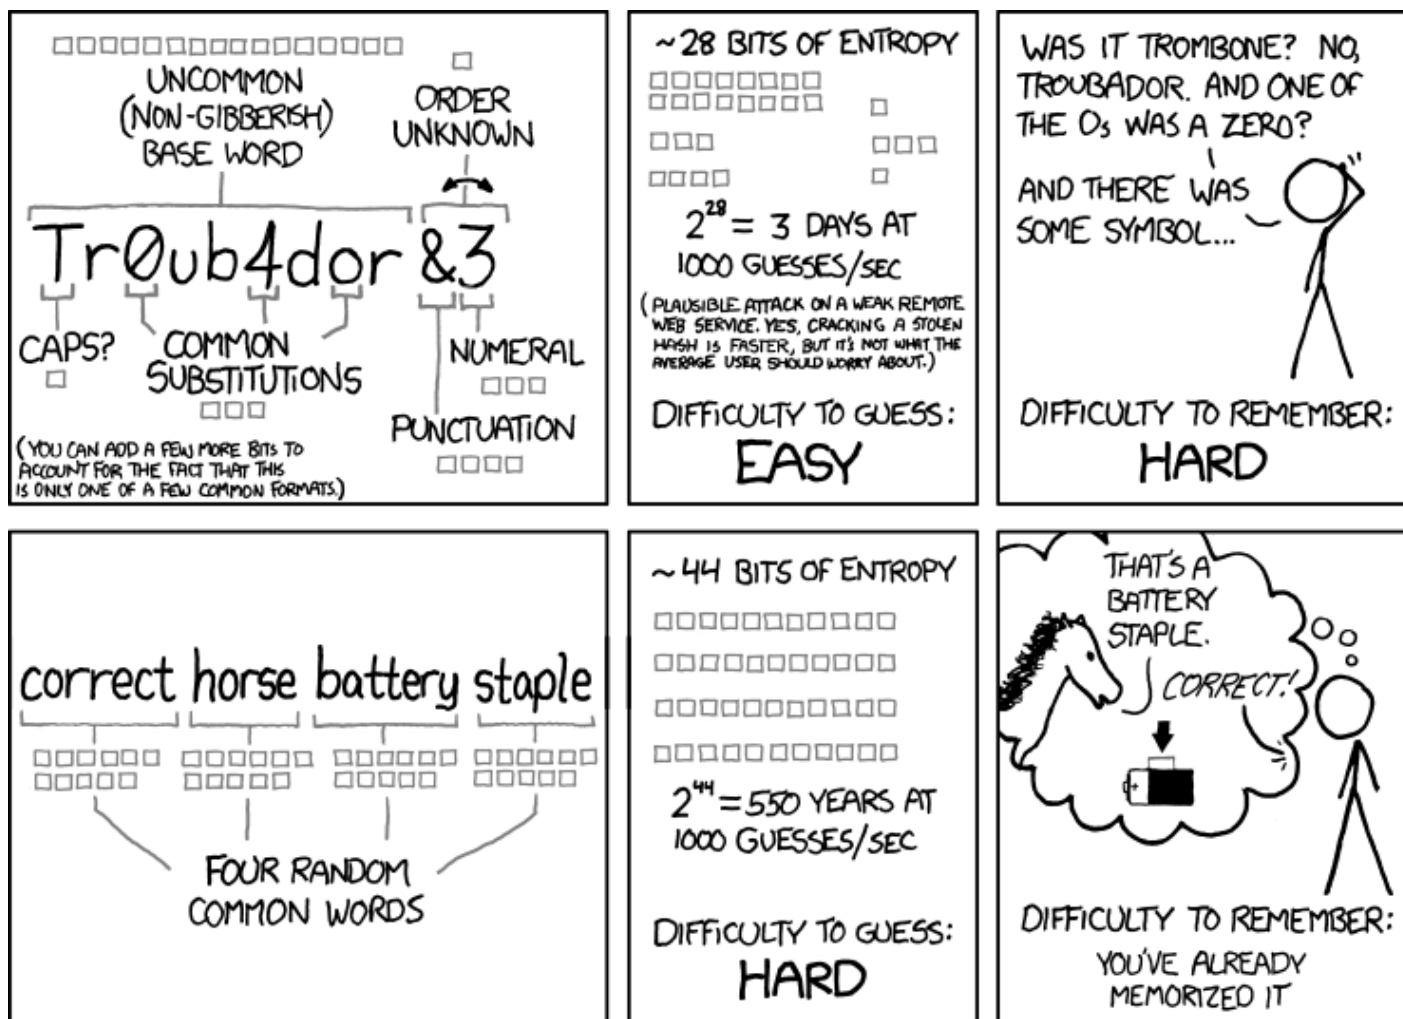 UNCOMMON
(NON-GIBBERISH)
BASE WORD
ORDER
UNKNOWN
Tr0ub4dor &3
CAPS?
COMMON
SUBSTITUTIONS
NUMERAL
PUNCTUATION
(YOU CAN ADD A FEW MORE BITS TO
ACCOUNT FOR THE FACT THAT THIS
IS ONLY ONE OF A FEW COMMON FORMATS.)
~28 BITS OF ENTROPY
2^28 = 3 DAYS AT
1000 GUESSES/SEC
(PLAUSIBLE ATTACK ON A WEAK REMOTE
WEB SERVICE. YES, CRACKING A STOLEN
HASH IS FASTER, BUT IT'S NOT WHAT THE
AVERAGE USER SHOULD WORRY ABOUT.)
DIFFICULTY TO GUESS:
EASY
WAS IT TROMBONE? NO,
TROUBADOR. AND ONE OF
THE Os WAS A ZERO?
AND THERE WAS
SOME SYMBOL...
DIFFICULTY TO REMEMBER:
HARD
correct horse battery staple
FOUR RANDOM
COMMON WORDS
~44 BITS OF ENTROPY
2^44 = 550 YEARS AT
1000 GUESSES/SEC
DIFFICULTY TO GUESS:
HARD
THAT'S A
BATTERY
STAPLE.
CORRECT!
+
DIFFICULTY TO REMEMBER:
YOU'VE ALREADY
MEMORIZED IT